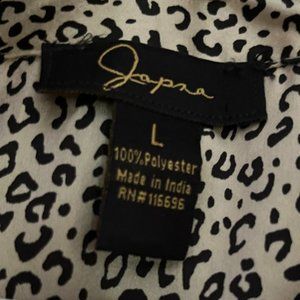 Japna
L
100% Polyester
Made in India
RN#116696